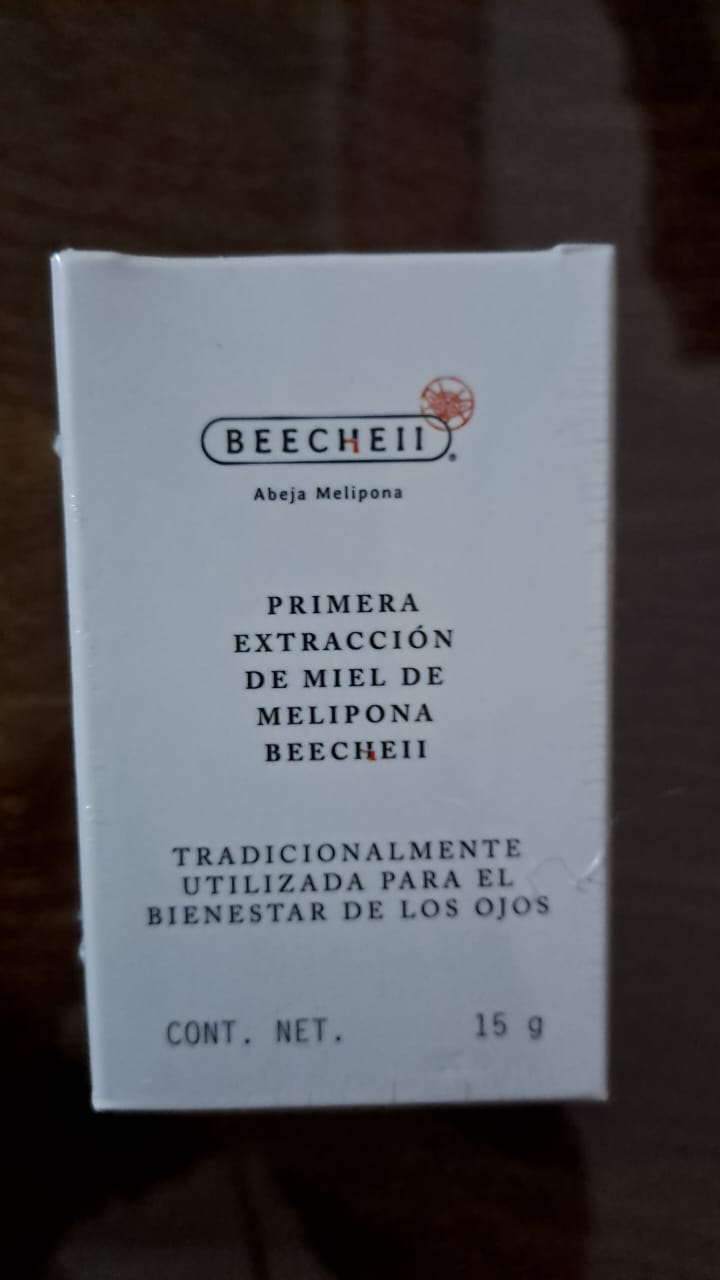 BEECHEII®
Abeja Melipona
PRIMERA
EXTRACCIÓN
DE MIEL DE
MELIPONA
BEECHEII
TRADICIONALMENTE
UTILIZADA PARA EL
BIENESTAR DE LOS OJOS
CONT. NET. 15 g